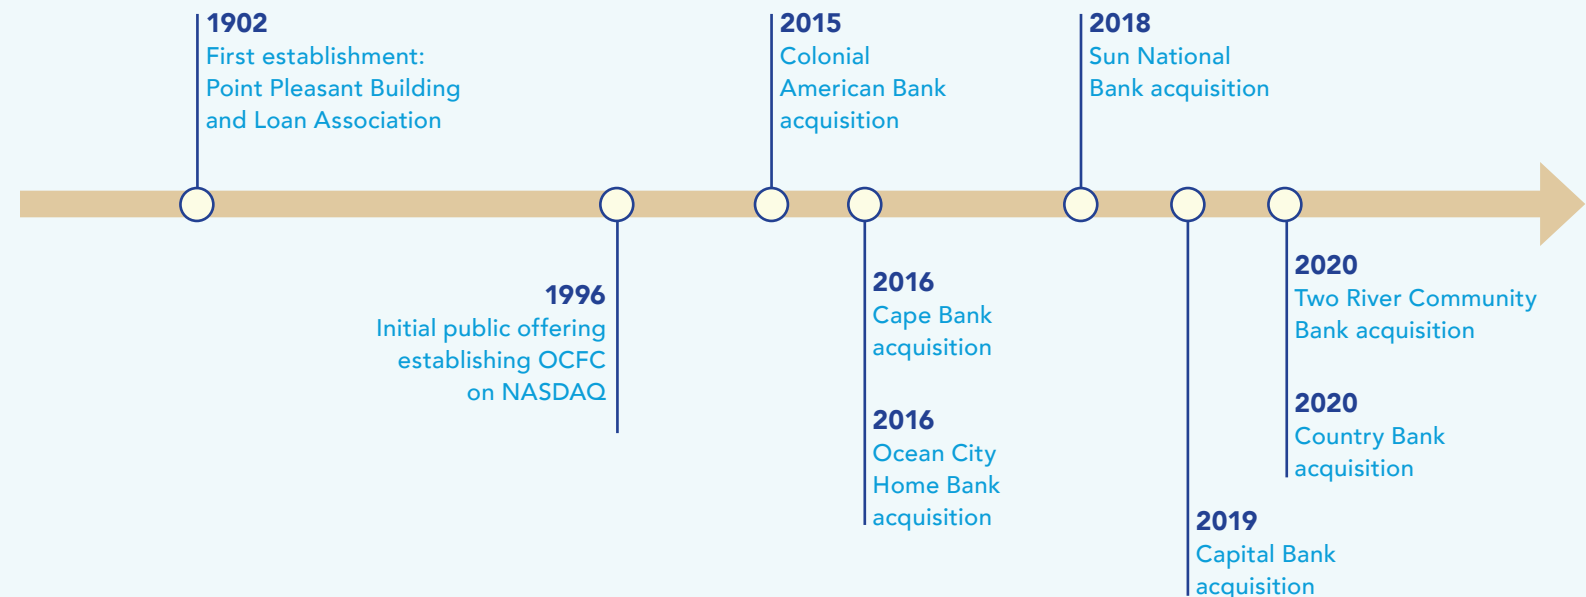 1902
First establishment:
Point Pleasant Building
and Loan Association
1996
Initial public offering
establishing OCFC
on NASDAQ
2015
Colonial
American Bank
acquisition
2016
Cape Bank
acquisition
2016
Ocean City
Home Bank
acquisition
2018
Sun National
Bank acquisition
2019
Capital Bank
acquisition
2020
Two River Community
Bank acquisition
2020
Country Bank
acquisition